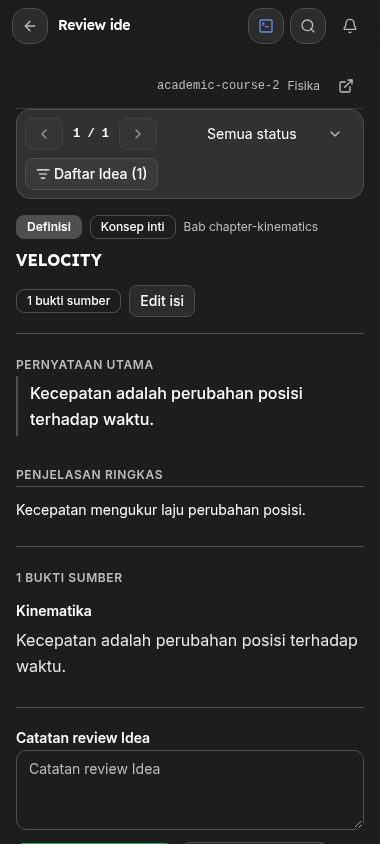 Review ide
academic-course-2 Fisika
1 / 1
Semua status
Daftar Idea (1)
Definisi Konsep inti Bab chapter-kinematics
VELOCITY
1 bukti sumber Edit isi
PERNYATAAN UTAMA
Kecepatan adalah perubahan posisi
terhadap waktu.
PENJELASAN RINGKAS
Kecepatan mengukur laju perubahan posisi.
1 BUKTI SUMBER
Kinematika
Kecepatan adalah perubahan posisi terhadap
waktu.
Catatan review Idea
Catatan review Idea